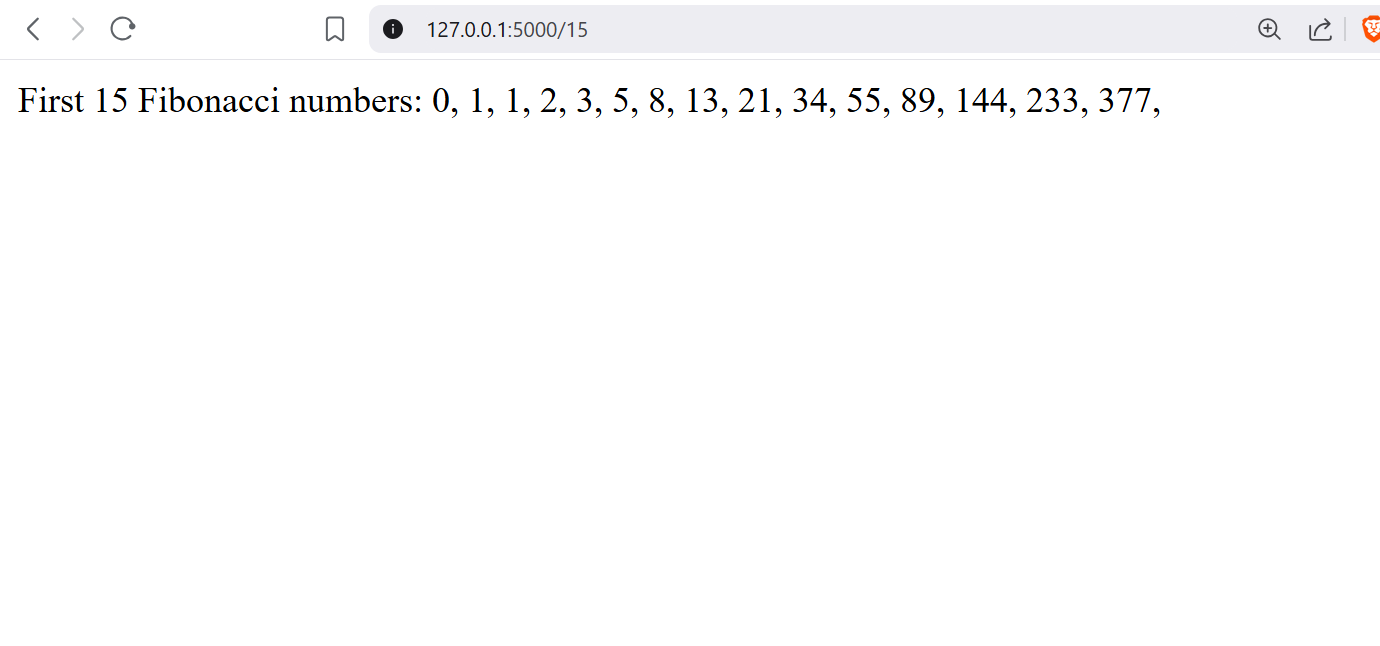 127.0.0.1:5000/15
First 15 Fibonacci numbers: 0, 1, 1, 2, 3, 5, 8, 13, 21, 34, 55, 89, 144, 233, 377,